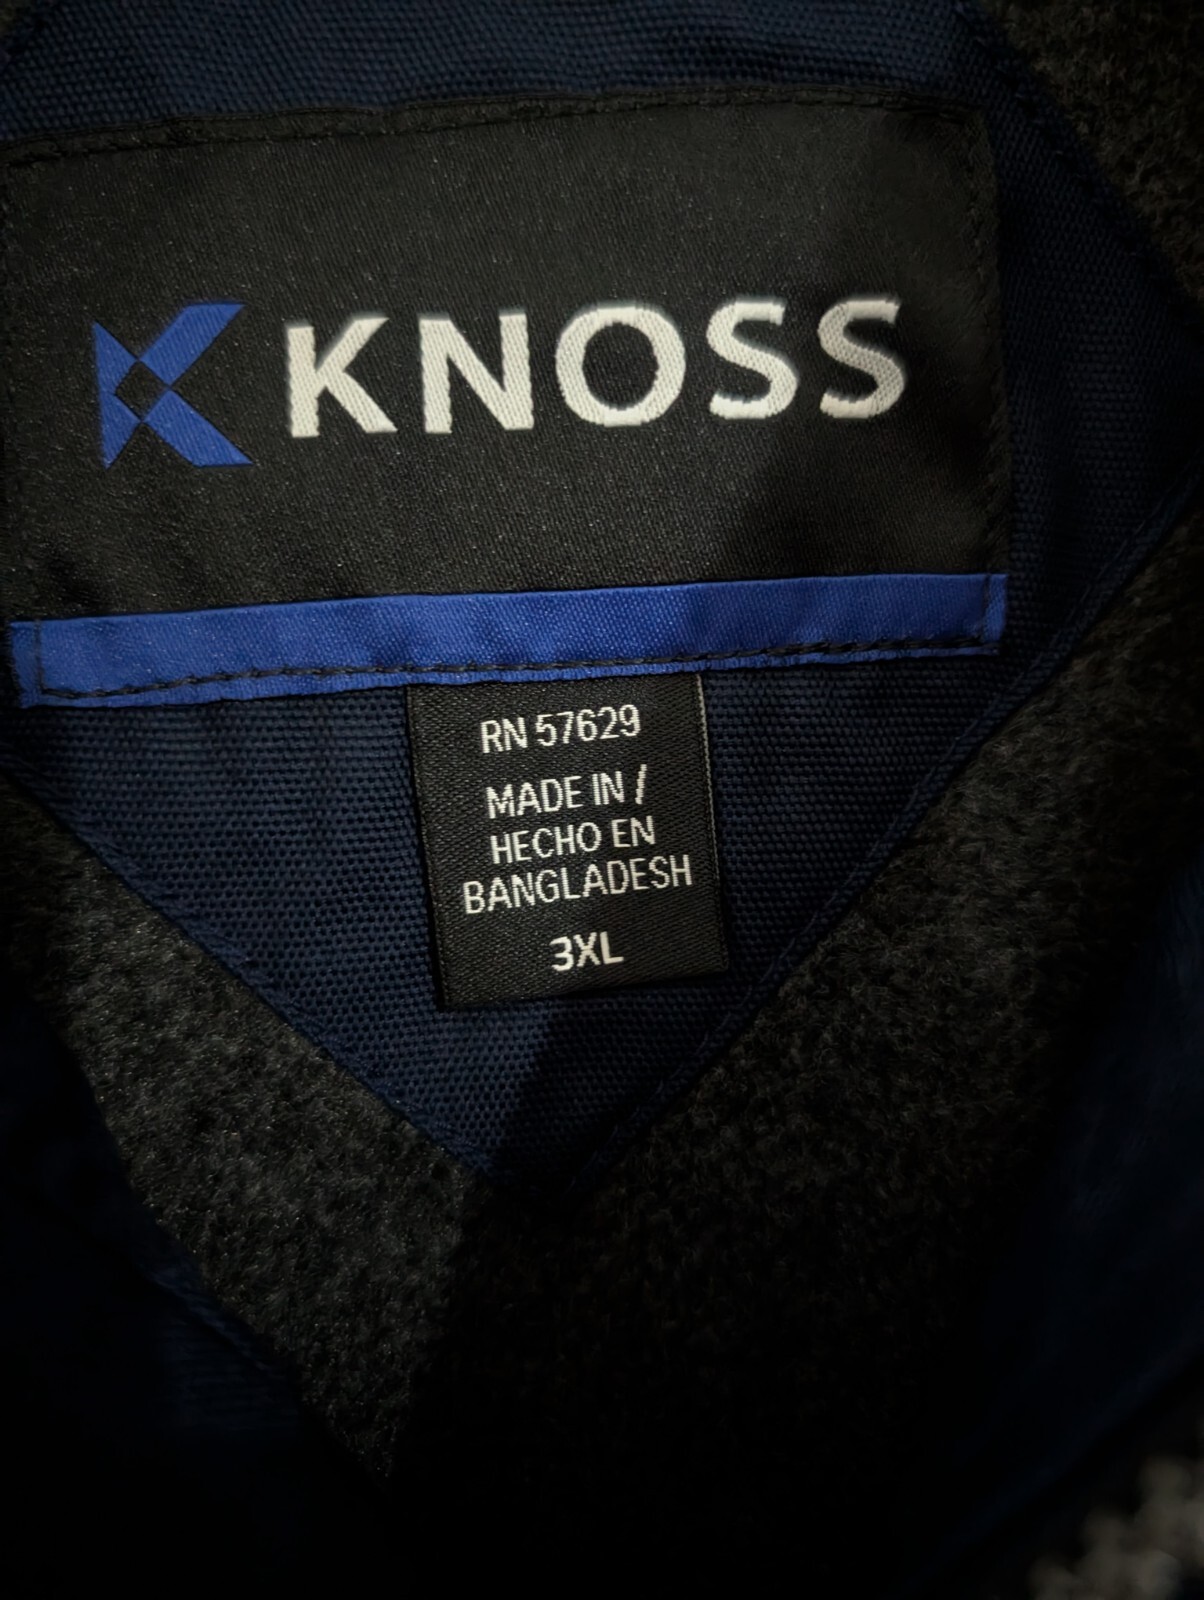 KNOSS
RN 57629
MADE IN /
HECHO EN
BANGLADESH
3XL